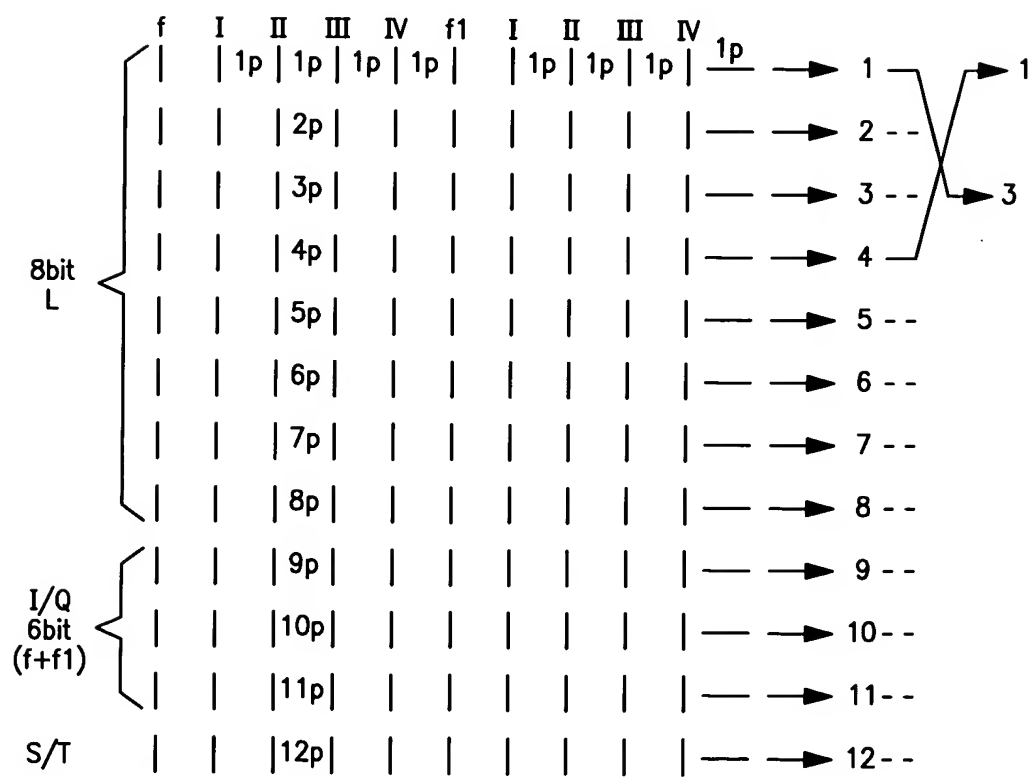 f I II III IV f1 I II III IV
1p 1p 1p 1p 1p 1p 1p 1p 1 1
2p 2
3p 3 3
4p 4
8bit
L
5p 5
6p 6
7p 7
8p 8
9p 9
I/Q
6bit
(f+f1)
10p 10
11p 11
S/T 12p 12